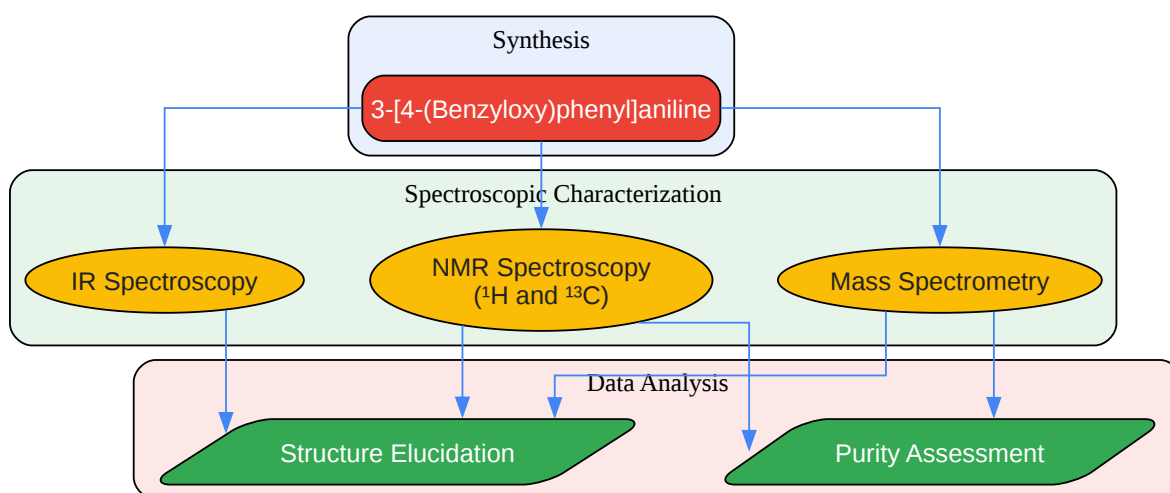 Synthesis
3-[4-(Benzyloxy)phenyl]aniline
Spectroscopic Characterization
IR Spectroscopy
NMR Spectroscopy
(¹H and ¹³C)
Mass Spectrometry
Data Analysis
Structure Elucidation
Purity Assessment